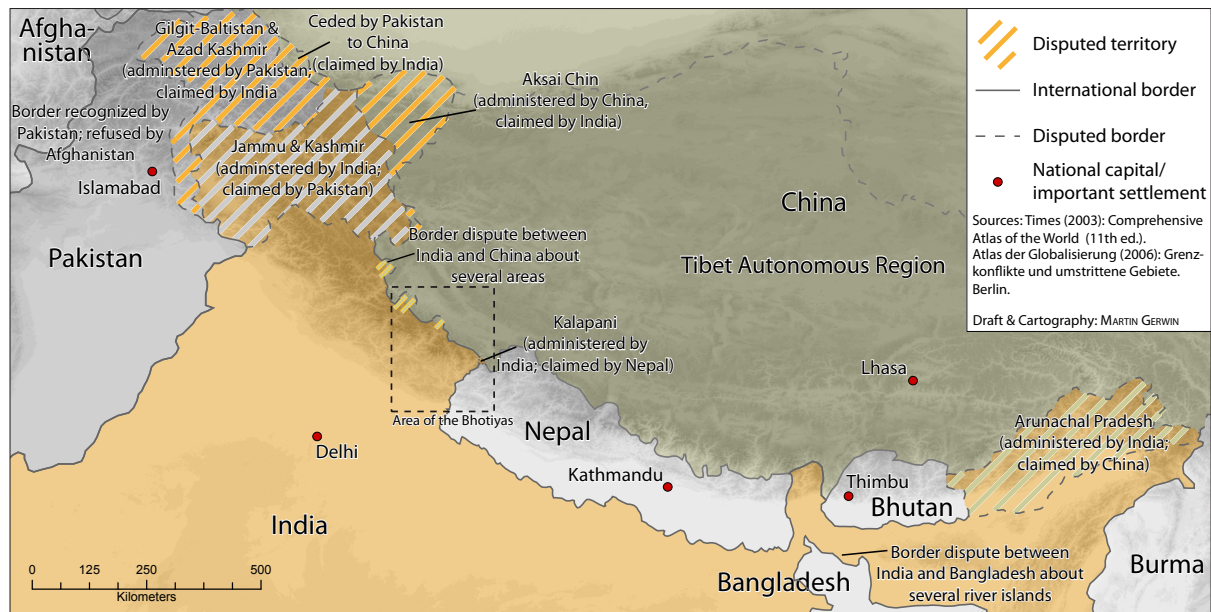 Afgha-
nistan
Gilgit-Baltistan &
Azad Kashmir
(adminstered by Pakistan,
claimed by India
Ceded by Pakistan
to China
(claimed by India)
Aksai Chin
(administered by China,
claimed by India)
Border recognized by
Pakistan; refused by
Afghanistan
Islamabad
Jammu & Kashmir
(adminstered by India;
claimed by Pakistan)
Pakistan
Border dispute between
India and China about
several areas
China
Tibet Autonomous Region
Kalapani
(administered by
India; claimed by Nepal)
Area of the Bhotiyas
Lhasa
Delhi
Nepal
Kathmandu
Arunachal Pradesh
(administered by India;
claimed by China)
Thimbu
Bhutan
India
Bangladesh
Border dispute between
India and Bangladesh about
several river islands
Burma
0 125 250 500
Kilometers
Disputed territory
International border
Disputed border
National capital/
important settlement
Sources: Times (2003): Comprehensive
Atlas of the World (11th ed.).
Atlas der Globalisierung (2006): Grenz-
konflikte und umstrittene Gebiete.
Berlin.
Draft & Cartography: Martin Gerwin